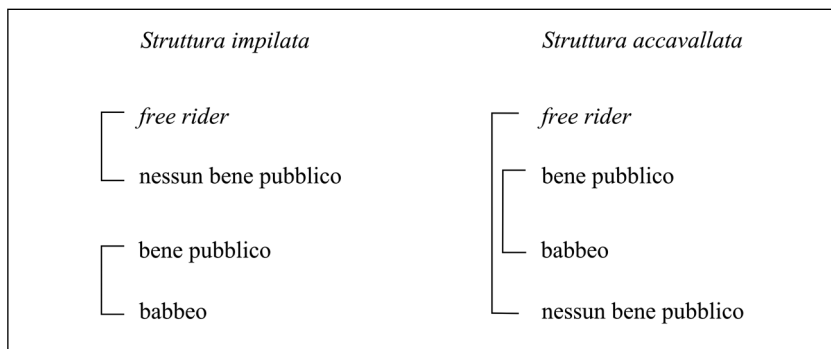 Struttura impilata
free rider
nessun bene pubblico
bene pubblico
babbeo
Struttura accavallata
free rider
bene pubblico
babbeo
nessun bene pubblico